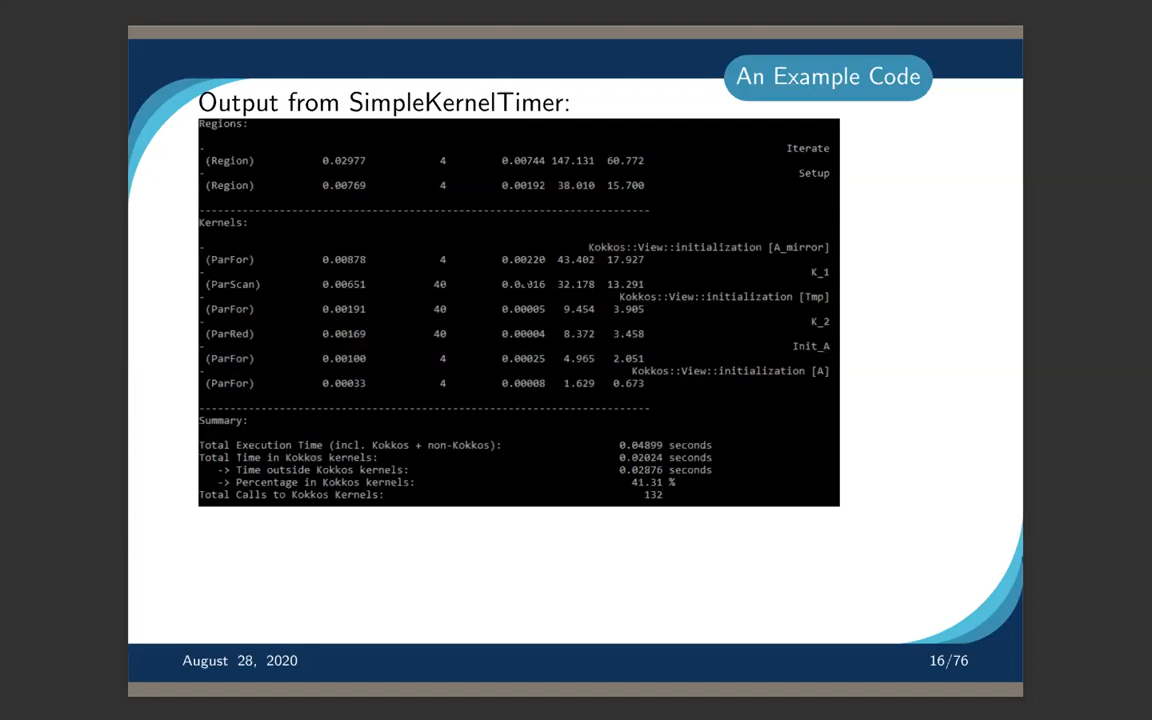 An Example Code
Output from SimpleKernelTimer:
Regions:
- Iterate
(Region) 0.02977 4 0.00744 147.131 60.772
- Setup
(Region) 0.00769 4 0.00192 38.010 15.700
-------------------------------------------------------------------------
Kernels:
- Kokkos::View::initialization [A_mirror]
(ParFor) 0.00878 4 0.00220 43.402 17.927
- K_1
(ParScan) 0.00651 40 0.00016 32.178 13.291
- Kokkos::View::initialization [Tmp]
(ParFor) 0.00191 40 0.00005 9.454 3.905
- K_2
(ParRed) 0.00169 40 0.00004 8.372 3.458
- Init_A
(ParFor) 0.00100 4 0.00025 4.965 2.051
- Kokkos::View::initialization [A]
(ParFor) 0.00033 4 0.00008 1.629 0.673
-------------------------------------------------------------------------
Summary:
Total Execution Time (incl. Kokkos + non-Kokkos): 0.04899 seconds
Total Time in Kokkos kernels: 0.02024 seconds
-> Time outside Kokkos kernels: 0.02876 seconds
-> Percentage in Kokkos kernels: 41.31 %
Total Calls to Kokkos Kernels: 132
August 28, 2020 16/76